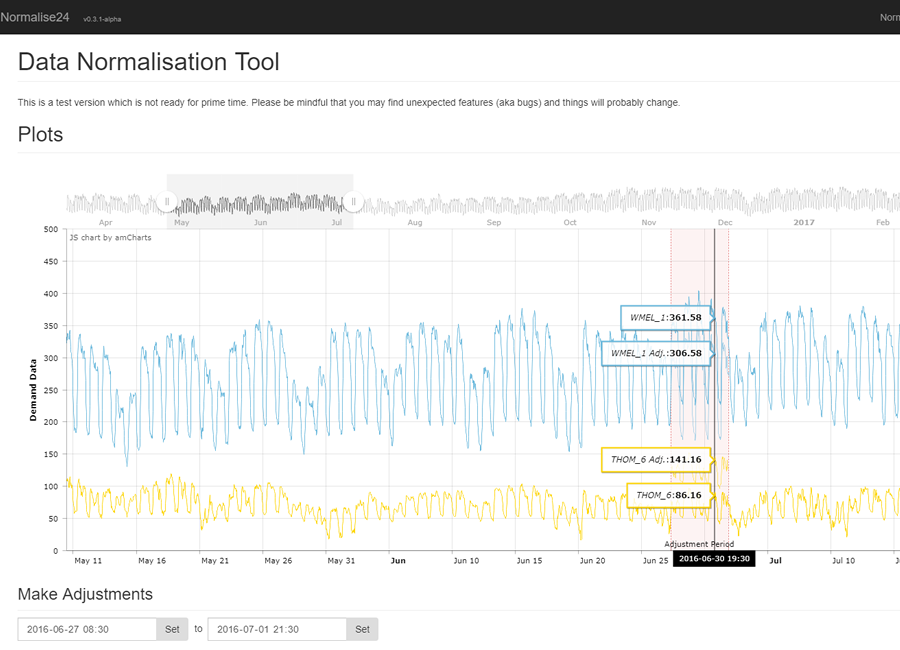 Normalise24 v0.3.1-alpha Norm
Data Normalisation Tool
This is a test version which is not ready for prime time. Please be mindful that you may find unexpected features (aka bugs) and things will probably change.
Plots
Apr May Jun Jul Aug Sep Oct Nov Dec 2017 Feb
JS chart by amCharts
500
450
400
350
300
250
200
150
100
50
0
Demand Data
WMEL_1:361.58
WMEL_1 Adj.:306.58
THOM_6 Adj.:141.16
THOM_6:86.16
Adjustment Period
2016-06-30 19:30
May 11 May 16 May 21 May 26 May 31 Jun Jun 10 Jun 15 Jun 20 Jun 25 Jul Jul 10
Make Adjustments
2016-06-27 08:30 Set to 2016-07-01 21:30 Set